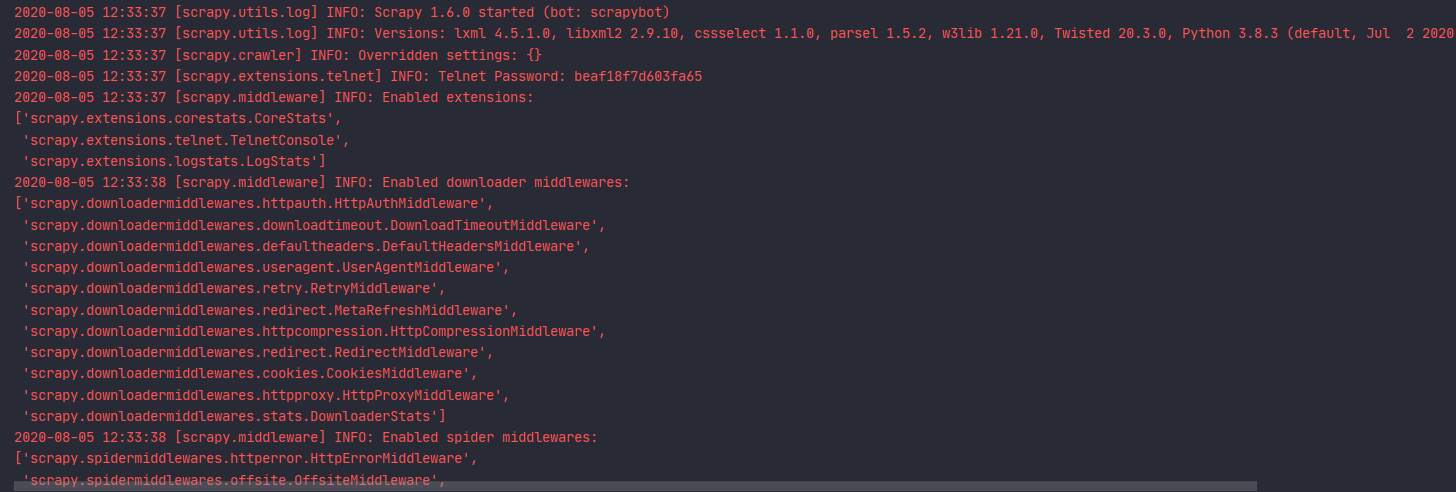 2020-08-05 12:33:37 [scrapy.utils.log] INFO: Scrapy 1.6.0 started (bot: scrapybot)
2020-08-05 12:33:37 [scrapy.utils.log] INFO: Versions: lxml 4.5.1.0, libxml2 2.9.10, cssselect 1.1.0, parsel 1.5.2, w3lib 1.21.0, Twisted 20.3.0, Python 3.8.3 (default, Jul  2 2020
2020-08-05 12:33:37 [scrapy.crawler] INFO: Overridden settings: {}
2020-08-05 12:33:37 [scrapy.extensions.telnet] INFO: Telnet Password: beaf18f7d603fa65
2020-08-05 12:33:37 [scrapy.middleware] INFO: Enabled extensions:
['scrapy.extensions.corestats.CoreStats',
 'scrapy.extensions.telnet.TelnetConsole',
 'scrapy.extensions.logstats.LogStats']
2020-08-05 12:33:38 [scrapy.middleware] INFO: Enabled downloader middlewares:
['scrapy.downloadermiddlewares.httpauth.HttpAuthMiddleware',
 'scrapy.downloadermiddlewares.downloadtimeout.DownloadTimeoutMiddleware',
 'scrapy.downloadermiddlewares.defaultheaders.DefaultHeadersMiddleware',
 'scrapy.downloadermiddlewares.useragent.UserAgentMiddleware',
 'scrapy.downloadermiddlewares.retry.RetryMiddleware',
 'scrapy.downloadermiddlewares.redirect.MetaRefreshMiddleware',
 'scrapy.downloadermiddlewares.httpcompression.HttpCompressionMiddleware',
 'scrapy.downloadermiddlewares.redirect.RedirectMiddleware',
 'scrapy.downloadermiddlewares.cookies.CookiesMiddleware',
 'scrapy.downloadermiddlewares.httpproxy.HttpProxyMiddleware',
 'scrapy.downloadermiddlewares.stats.DownloaderStats']
2020-08-05 12:33:38 [scrapy.middleware] INFO: Enabled spider middlewares:
['scrapy.spidermiddlewares.httperror.HttpErrorMiddleware',
 'scrapy.spidermiddlewares.offsite.OffsiteMiddleware',